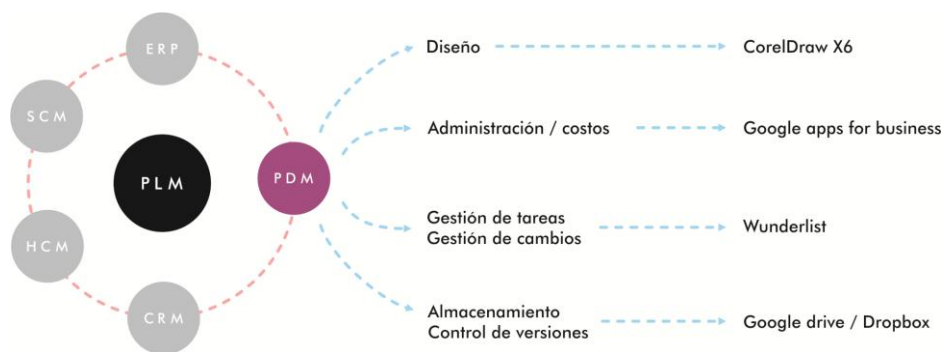 ERP
SCM
PLM
HCM
CRM
PDM
Diseño
CorelDraw X6
Administración / costos
Google apps for business
Gestión de tareas
Gestión de cambios
Wunderlist
Almacenamiento
Control de versiones
Google drive / Dropbox